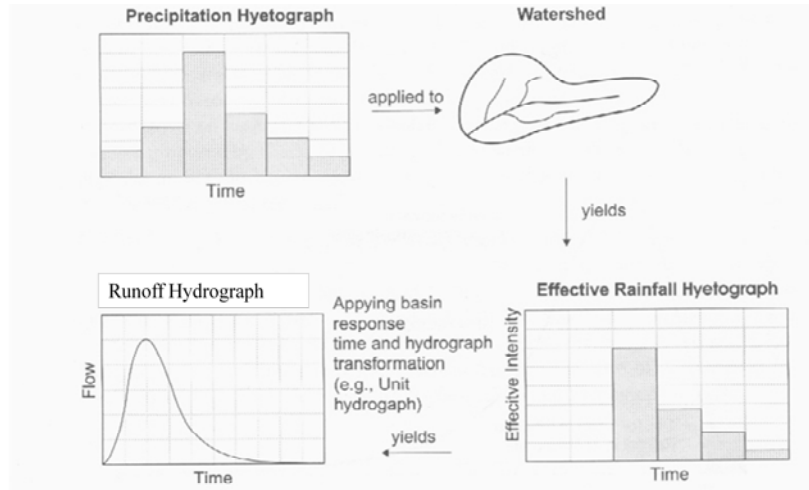 Precipitation Hyetograph
Watershed
applied to
Time
yields
Runoff Hydrograph
Effective Rainfall Hyetograph
Appying basin
response
time and hydrograph
transformation
(e.g., Unit
hydrogaph)
Flow
Effecitve Intensity
yields
Time
Time